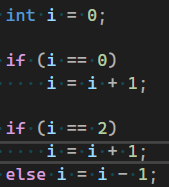 int i = 0;
if (i == 0)
    i = i + 1;
if (i == 2)
    i = i + 1;
else i = i - 1;